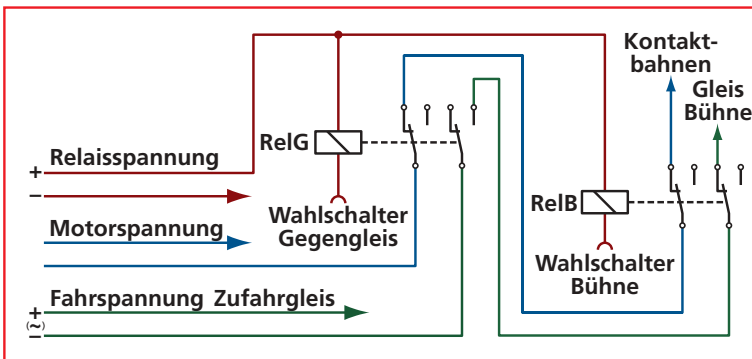 Kontakt-
bahnen
Gleis
Bühne
RelG
+ Relaisspannung
–
Wahlschalter
Gegengleis
RelB
Motorspannung
Wahlschalter
Bühne
+ Fahrspannung Zufahrgleis
(~)
–